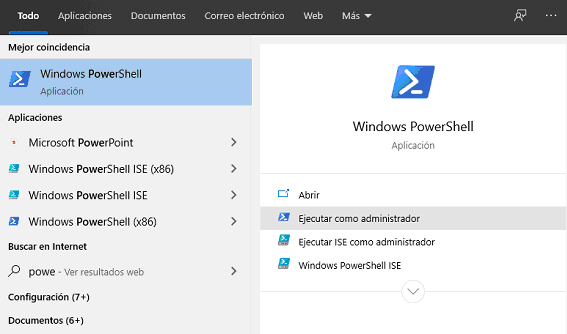 Todo Aplicaciones Documentos Correo electrónico Web Más
Mejor coincidencia
Windows PowerShell
Aplicación
Aplicaciones
Microsoft PowerPoint
Windows PowerShell ISE (x86)
Windows PowerShell ISE
Windows PowerShell (x86)
Buscar en Internet
powe - Ver resultados web
Configuración (7+)
Documentos (6+)
Windows PowerShell
Aplicación
Abrir
Ejecutar como administrador
Ejecutar ISE como administrador
Windows PowerShell ISE